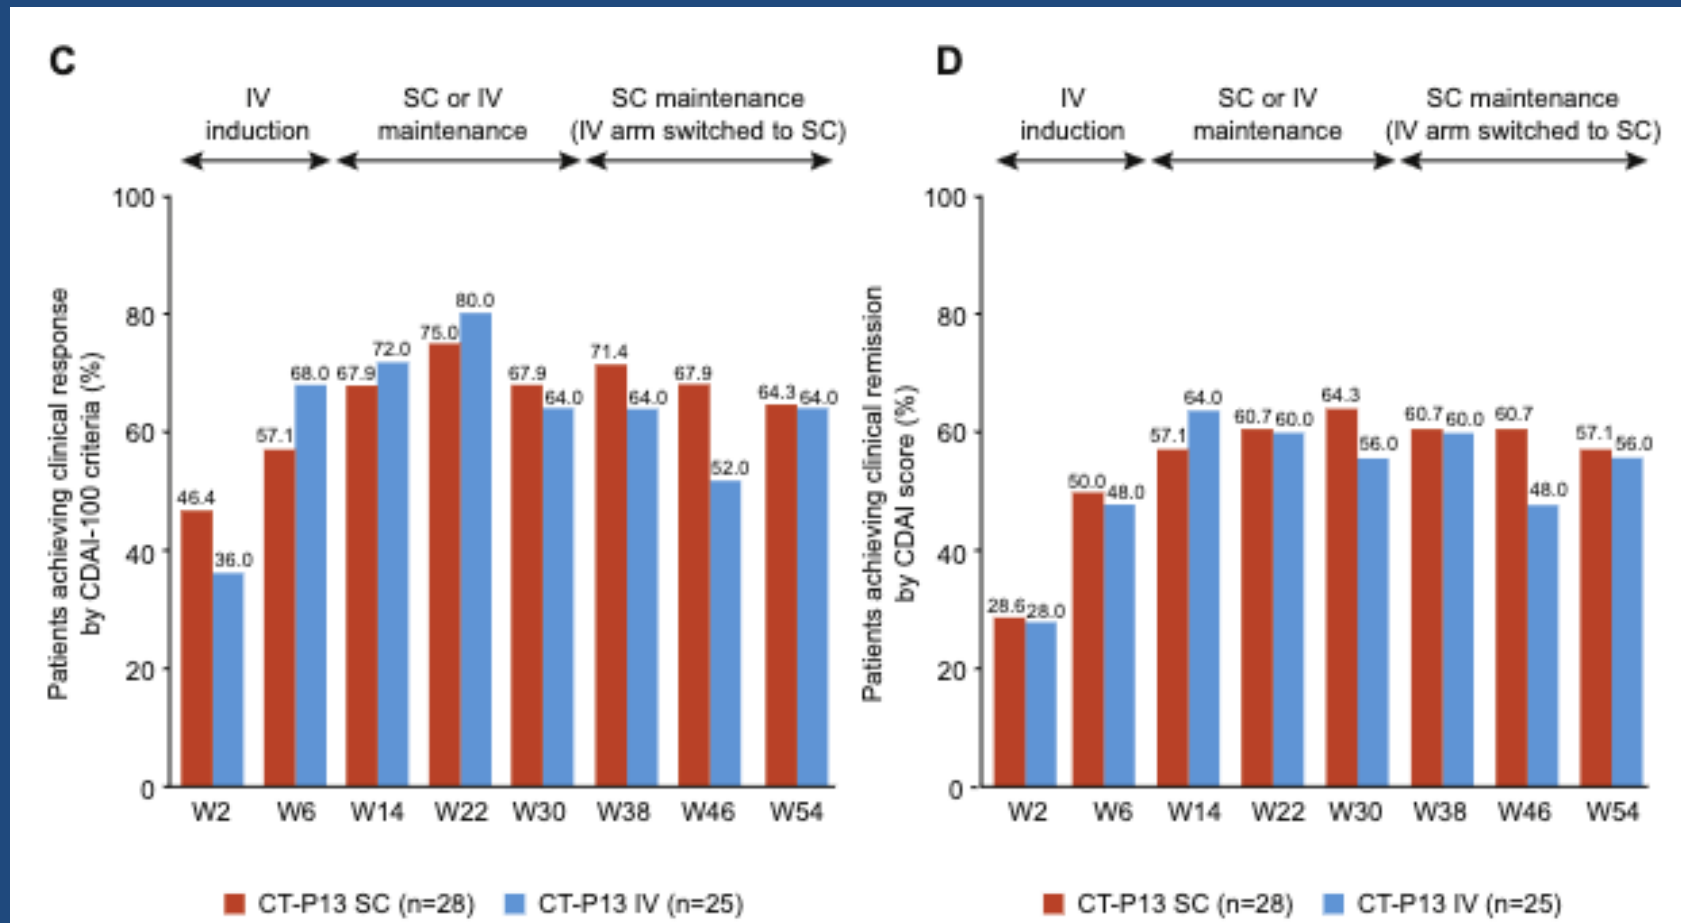 C
IV
induction
SC or IV
maintenance
SC maintenance
(IV arm switched to SC)
Patients achieving clinical response
by CDAI-100 criteria (%)
100
80
60
40
20
0
46.4
36.0
57.1
68.0
67.9
72.0
75.0
80.0
67.9
64.0
71.4
64.0
67.9
52.0
64.3
64.0
W2 W6 W14 W22 W30 W38 W46 W54
CT-P13 SC (n=28) CT-P13 IV (n=25)
D
IV
induction
SC or IV
maintenance
SC maintenance
(IV arm switched to SC)
Patients achieving clinical remission
by CDAI score (%)
100
80
60
40
20
0
28.6
28.0
50.0
48.0
57.1
64.0
60.7
60.0
64.3
56.0
60.7
60.0
60.7
48.0
57.1
56.0
W2 W6 W14 W22 W30 W38 W46 W54
CT-P13 SC (n=28) CT-P13 IV (n=25)